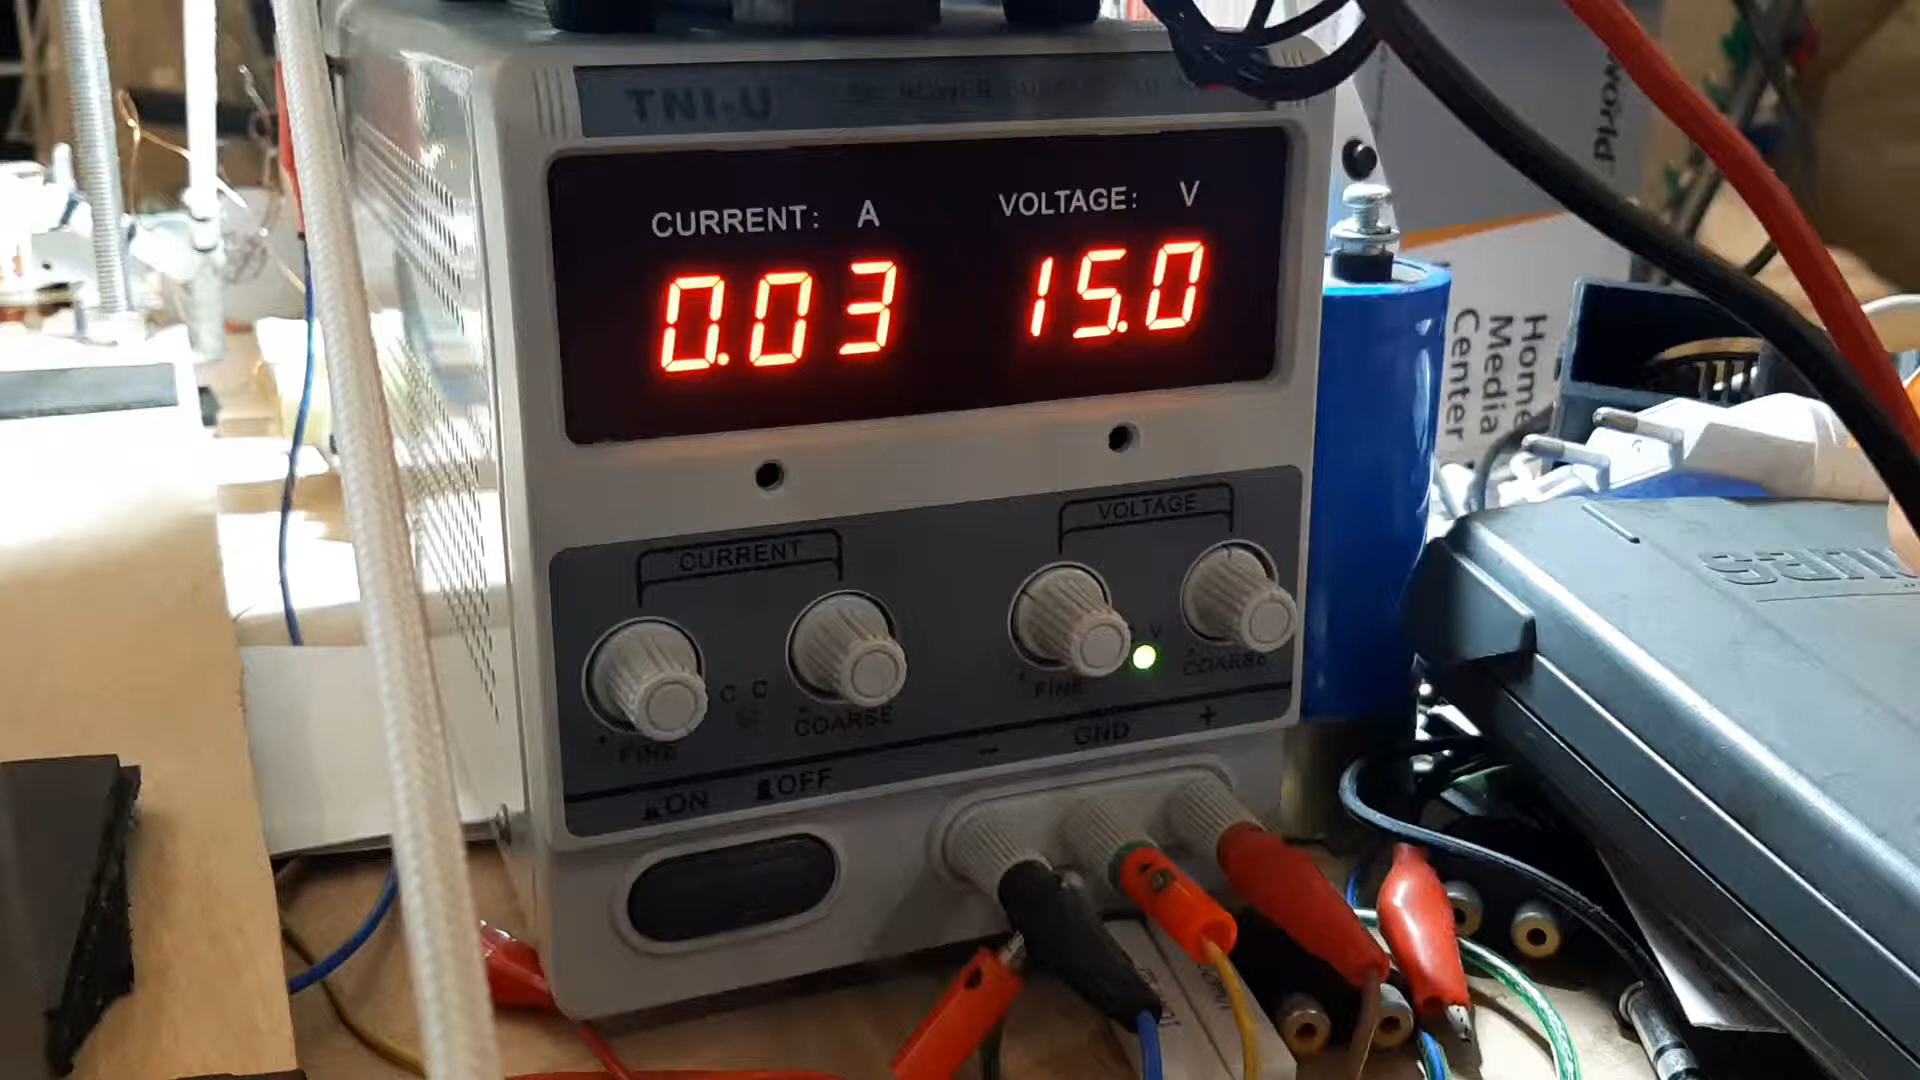 TNI-U
POWER
CURRENT: A VOLTAGE: V
0.03 15.0
CURRENT VOLTAGE
C C
FINE COARSE
V
FINE COARSE
- GND +
ON OFF
Home
Media
Center